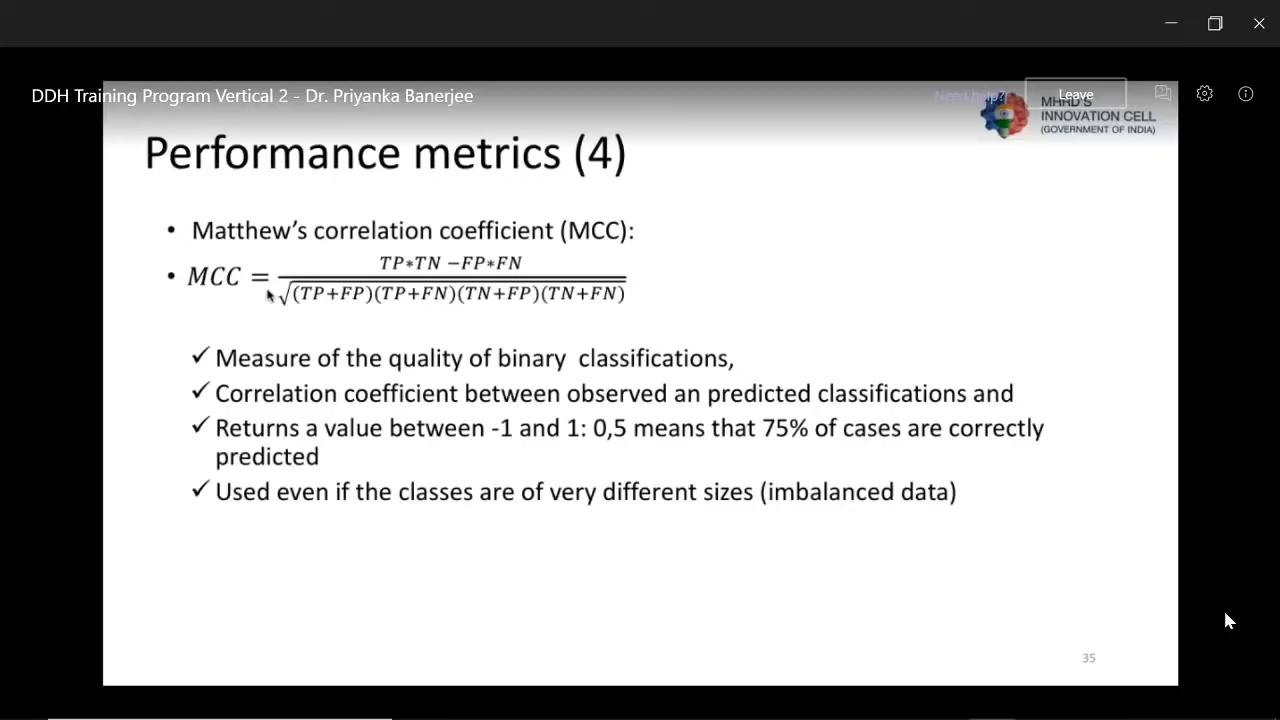 DDH Training Program Vertical 2 - Dr. Priyanka Banerjee
Need help?
Leave
MHRD'S
INNOVATION CELL
(GOVERNMENT OF INDIA)
Performance metrics (4)
• Matthew's correlation coefficient (MCC):
• MCC = TP*TN −FP*FN / √(TP+FP)(TP+FN)(TN+FP)(TN+FN)
✓ Measure of the quality of binary classifications,
✓ Correlation coefficient between observed an predicted classifications and
✓ Returns a value between -1 and 1: 0,5 means that 75% of cases are correctly
predicted
✓ Used even if the classes are of very different sizes (imbalanced data)
35